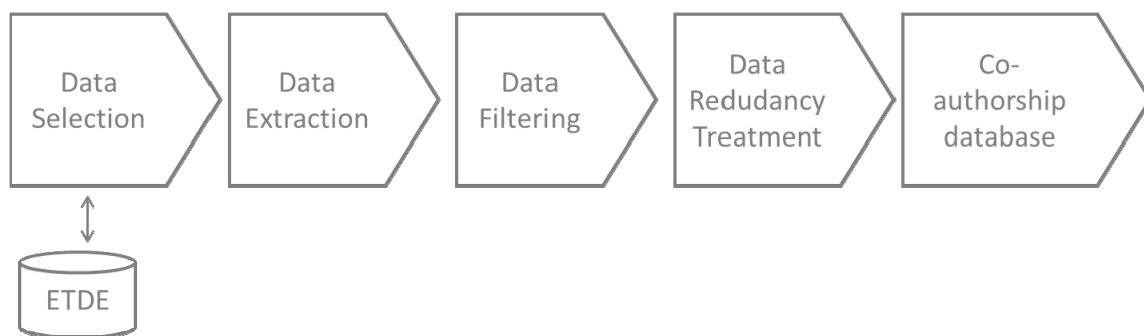 Data
Selection
Data
Extraction
Data
Filtering
Data
Redudancy
Treatment
Co-
authorship
database
ETDE